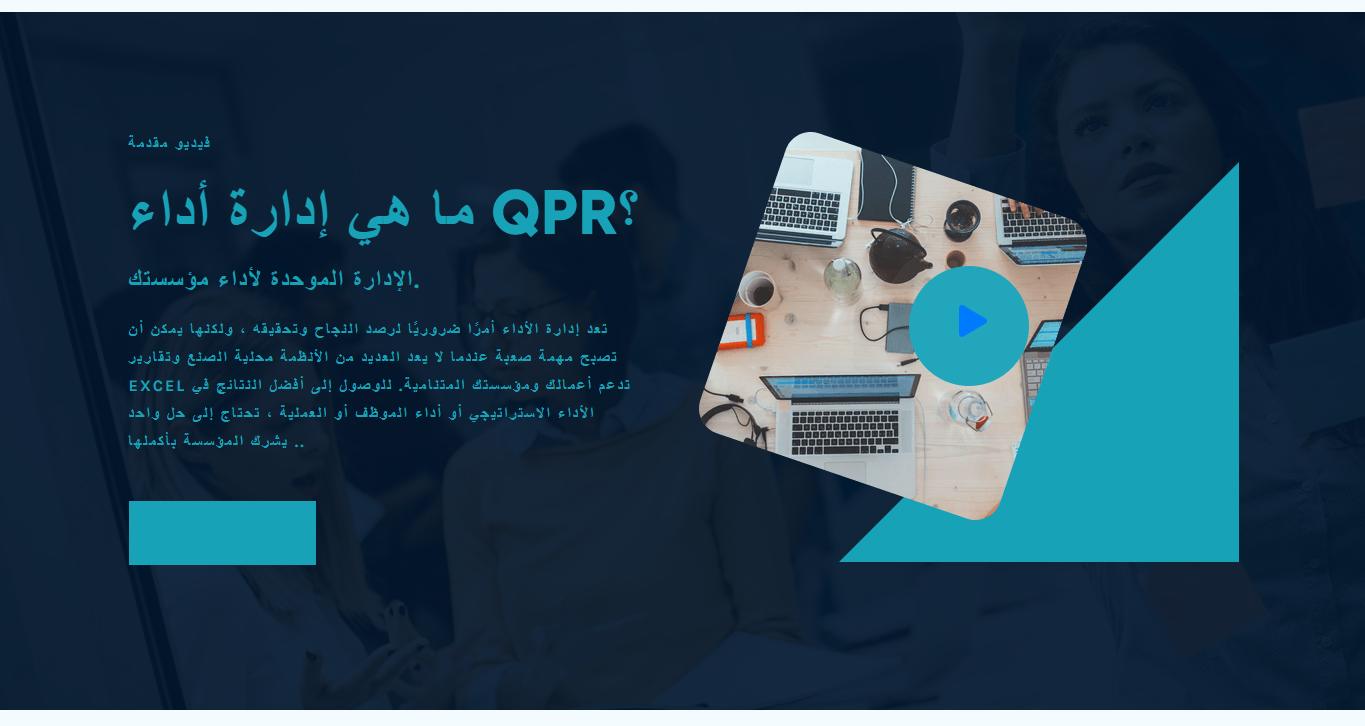 فيديو مقدمة
ما هي إدارة أداء QPR؟
الإدارة الموحدة لأداء مؤسستك.
تعد إدارة الأداء أمرًا ضروريًا لرصد النجاح وتحقيقه ، ولكنها يمكن أن
تصبح مهمة صعبة عندما لا يعد العديد من الأنظمة محلية الصنع وتقارير
EXCEL تدعم أعمالك ومؤسستك المتنامية. للوصول إلى أفضل النتائج في
الأداء الاستراتيجي أو أداء الموظف أو العملية ، تحتاج إلى حل واحد
يشرك المؤسسة بأكملها ..